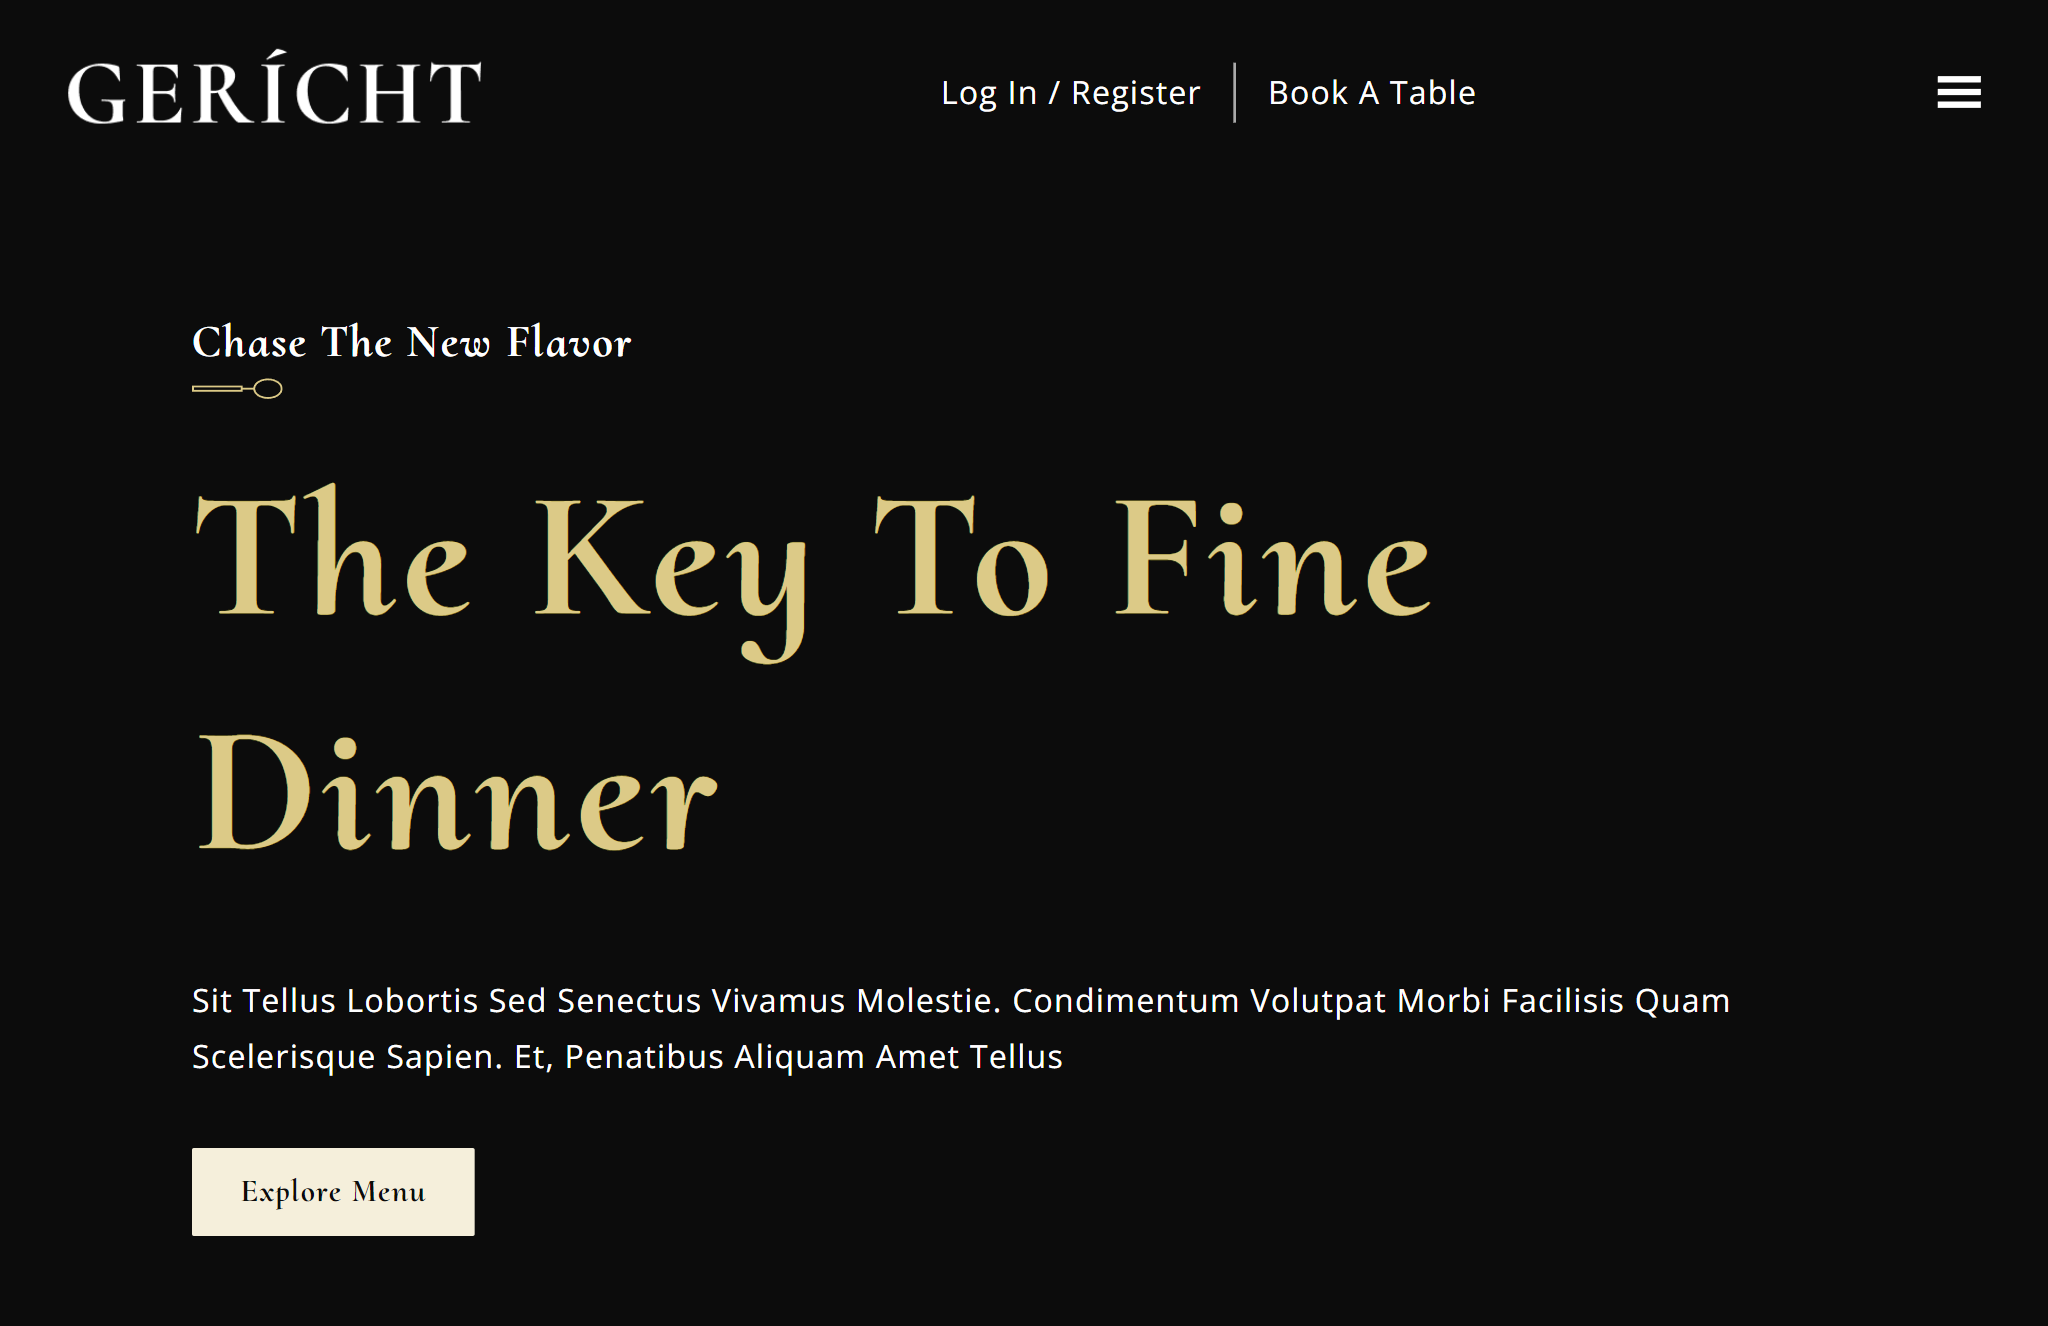 GERÍCHT
Log In / Register
Book A Table
Chase The New Flavor
The Key To Fine
Dinner
Sit Tellus Lobortis Sed Senectus Vivamus Molestie. Condimentum Volutpat Morbi Facilisis Quam
Scelerisque Sapien. Et, Penatibus Aliquam Amet Tellus
Explore Menu